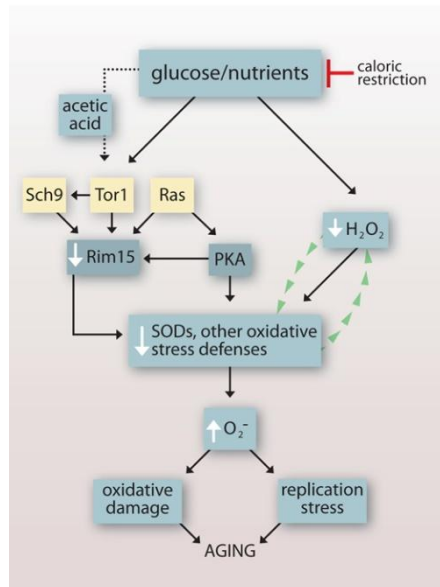 glucose/nutrients
caloric
restriction
acetic
acid
Sch9
Tor1
Ras
H₂O₂
Rim15
PKA
SODs, other oxidative
stress defenses
O₂⁻
oxidative
damage
replication
stress
AGING